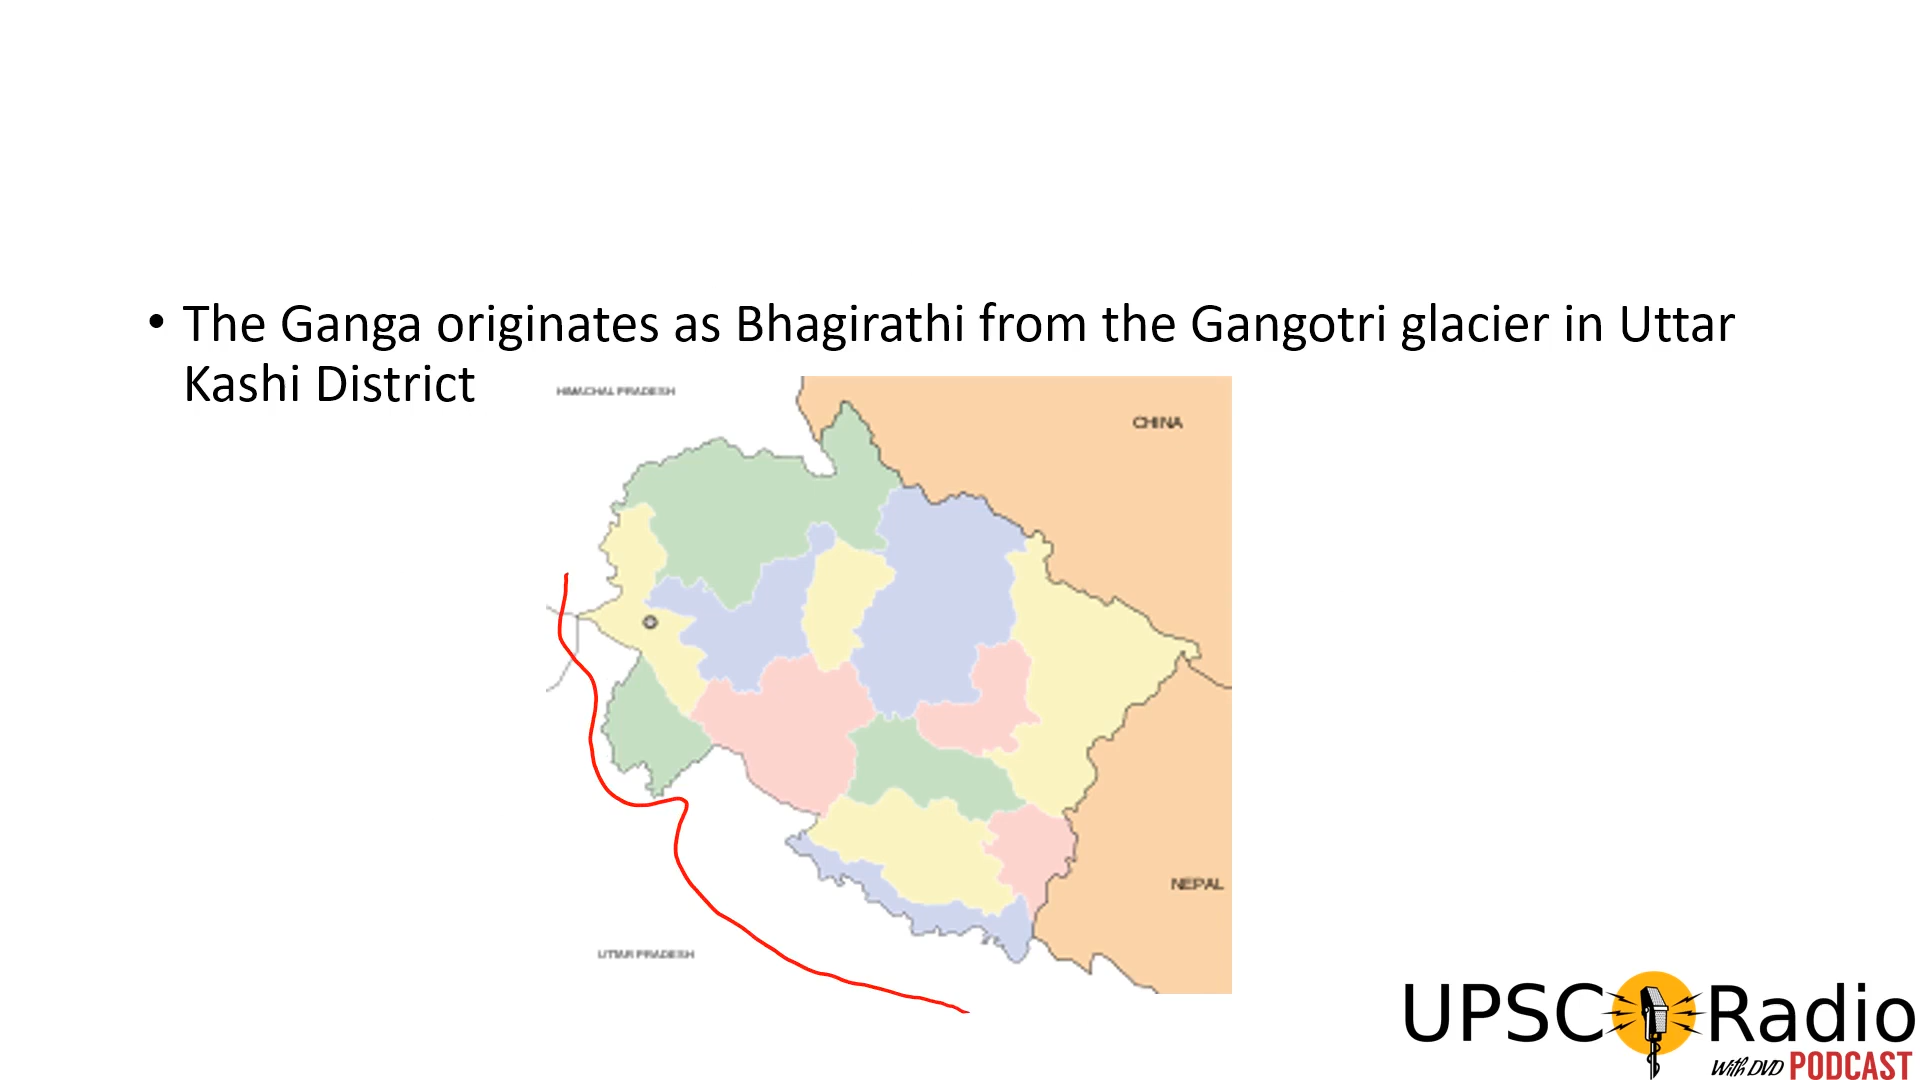 • The Ganga originates as Bhagirathi from the Gangotri glacier in Uttar
Kashi District
HIMACHAL PRADESH
CHINA
NEPAL
UTTAR PRADESH
UPSC Radio
with DVD PODCAST